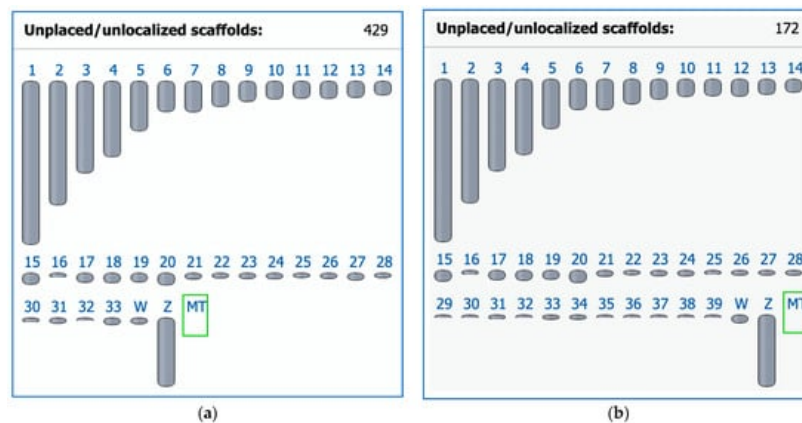 Unplaced/unlocalized scaffolds: 429
1 2 3 4 5 6 7 8 9 10 11 12 13 14
15 16 17 18 19 20 21 22 23 24 25 26 27 28
30 31 32 33 W Z MT
(a)
Unplaced/unlocalized scaffolds: 172
1 2 3 4 5 6 7 8 9 10 11 12 13 14
15 16 17 18 19 20 21 22 23 24 25 26 27 28
29 30 31 32 33 34 35 36 37 38 39 W Z MT
(b)